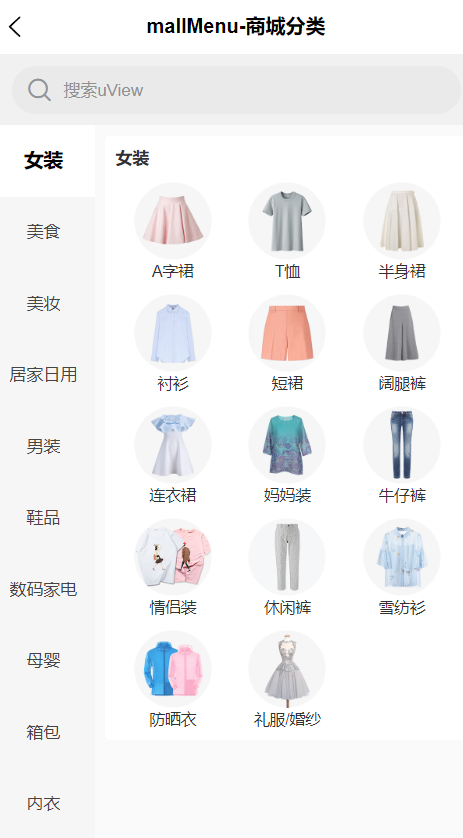 mallMenu-商城分类
搜索uView
女装
美食
美妆
居家日用
男装
鞋品
数码家电
母婴
箱包
内衣
女装
A字裙
T恤
半身裙
衬衫
短裙
阔腿裤
连衣裙
妈妈装
牛仔裤
情侣装
休闲裤
雪纺衫
防晒衣
礼服/婚纱